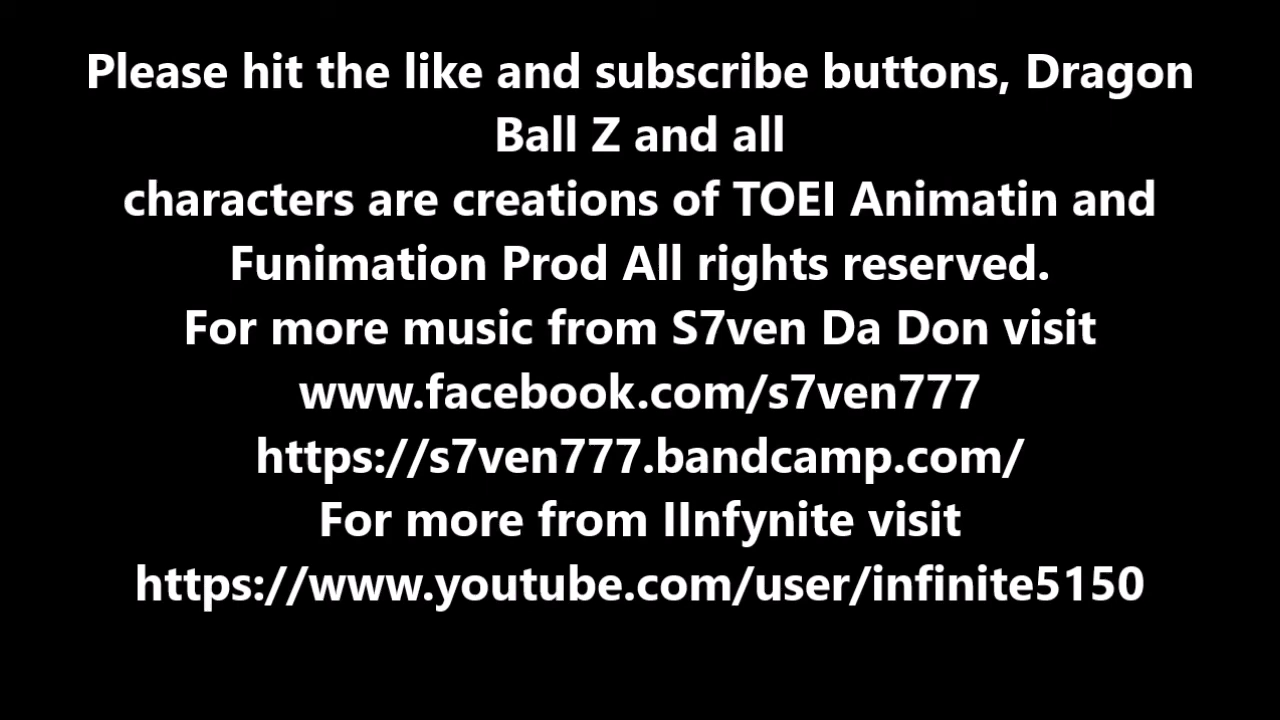 Please hit the like and subscribe buttons, Dragon
Ball Z and all
characters are creations of TOEI Animatin and
Funimation Prod All rights reserved.
For more music from S7ven Da Don visit
www.facebook.com/s7ven777
https://s7ven777.bandcamp.com/
For more from IInfynite visit
https://www.youtube.com/user/infinite5150